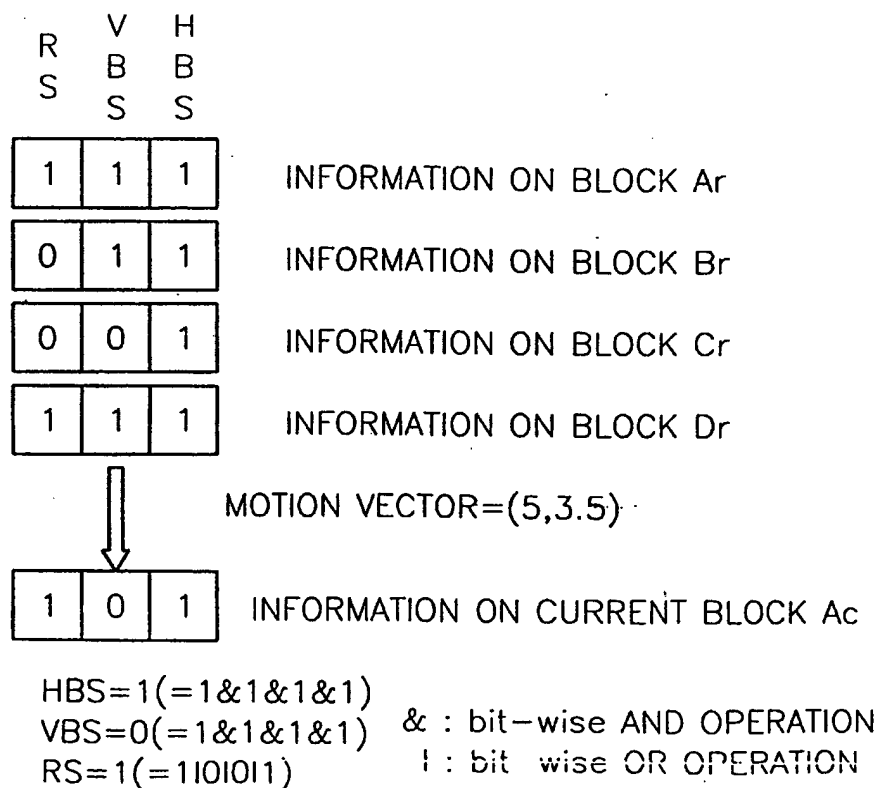 RS VBS HBS
1 1 1 INFORMATION ON BLOCK Ar
0 1 1 INFORMATION ON BLOCK Br
0 0 1 INFORMATION ON BLOCK Cr
1 1 1 INFORMATION ON BLOCK Dr
MOTION VECTOR=(5,3.5)
1 0 1 INFORMATION ON CURRENT BLOCK Ac
HBS=1(=1&1&1&1)
VBS=0(=1&1&1&1) & : bit-wise AND OPERATION
RS=1(=1|0|0|1) | : bit wise OR OPERATION